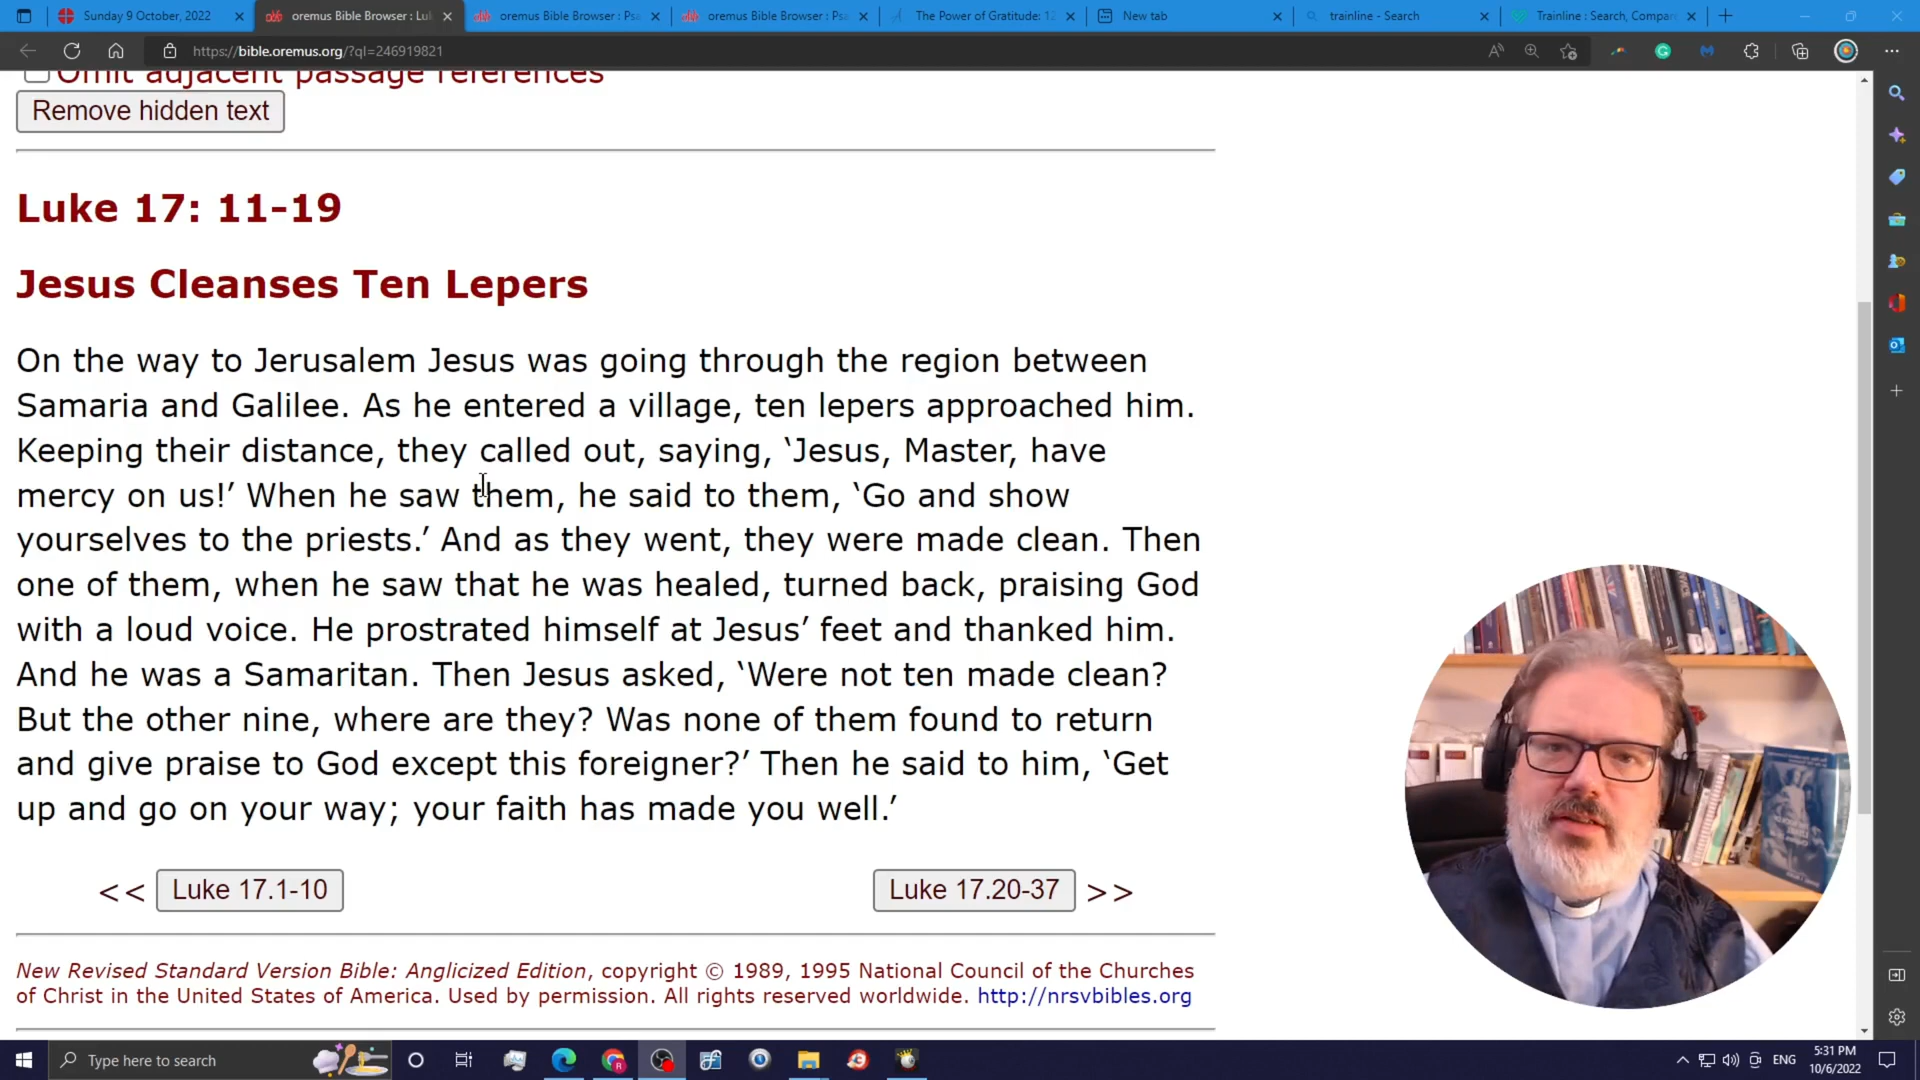 Sunday 9 October, 2022
oremus Bible Browser : Lu
oremus Bible Browser : Psa
oremus Bible Browser : Psa
The Power of Gratitude: 12
New tab
trainline - Search
Trainline : Search, Compar
https://bible.oremus.org/?ql=246919821
Omit adjacent passage references
Remove hidden text
Luke 17: 11-19
Jesus Cleanses Ten Lepers
On the way to Jerusalem Jesus was going through the region between
Samaria and Galilee. As he entered a village, ten lepers approached him.
Keeping their distance, they called out, saying, ‘Jesus, Master, have
mercy on us!’ When he saw them, he said to them, ‘Go and show
yourselves to the priests.’ And as they went, they were made clean. Then
one of them, when he saw that he was healed, turned back, praising God
with a loud voice. He prostrated himself at Jesus’ feet and thanked him.
And he was a Samaritan. Then Jesus asked, ‘Were not ten made clean?
But the other nine, where are they? Was none of them found to return
and give praise to God except this foreigner?’ Then he said to him, ‘Get
up and go on your way; your faith has made you well.’
<< Luke 17.1-10
Luke 17.20-37 >>
New Revised Standard Version Bible: Anglicized Edition, copyright © 1989, 1995 National Council of the Churches
of Christ in the United States of America. Used by permission. All rights reserved worldwide. http://nrsvbibles.org
Type here to search
ENG
5:31 PM
10/6/2022